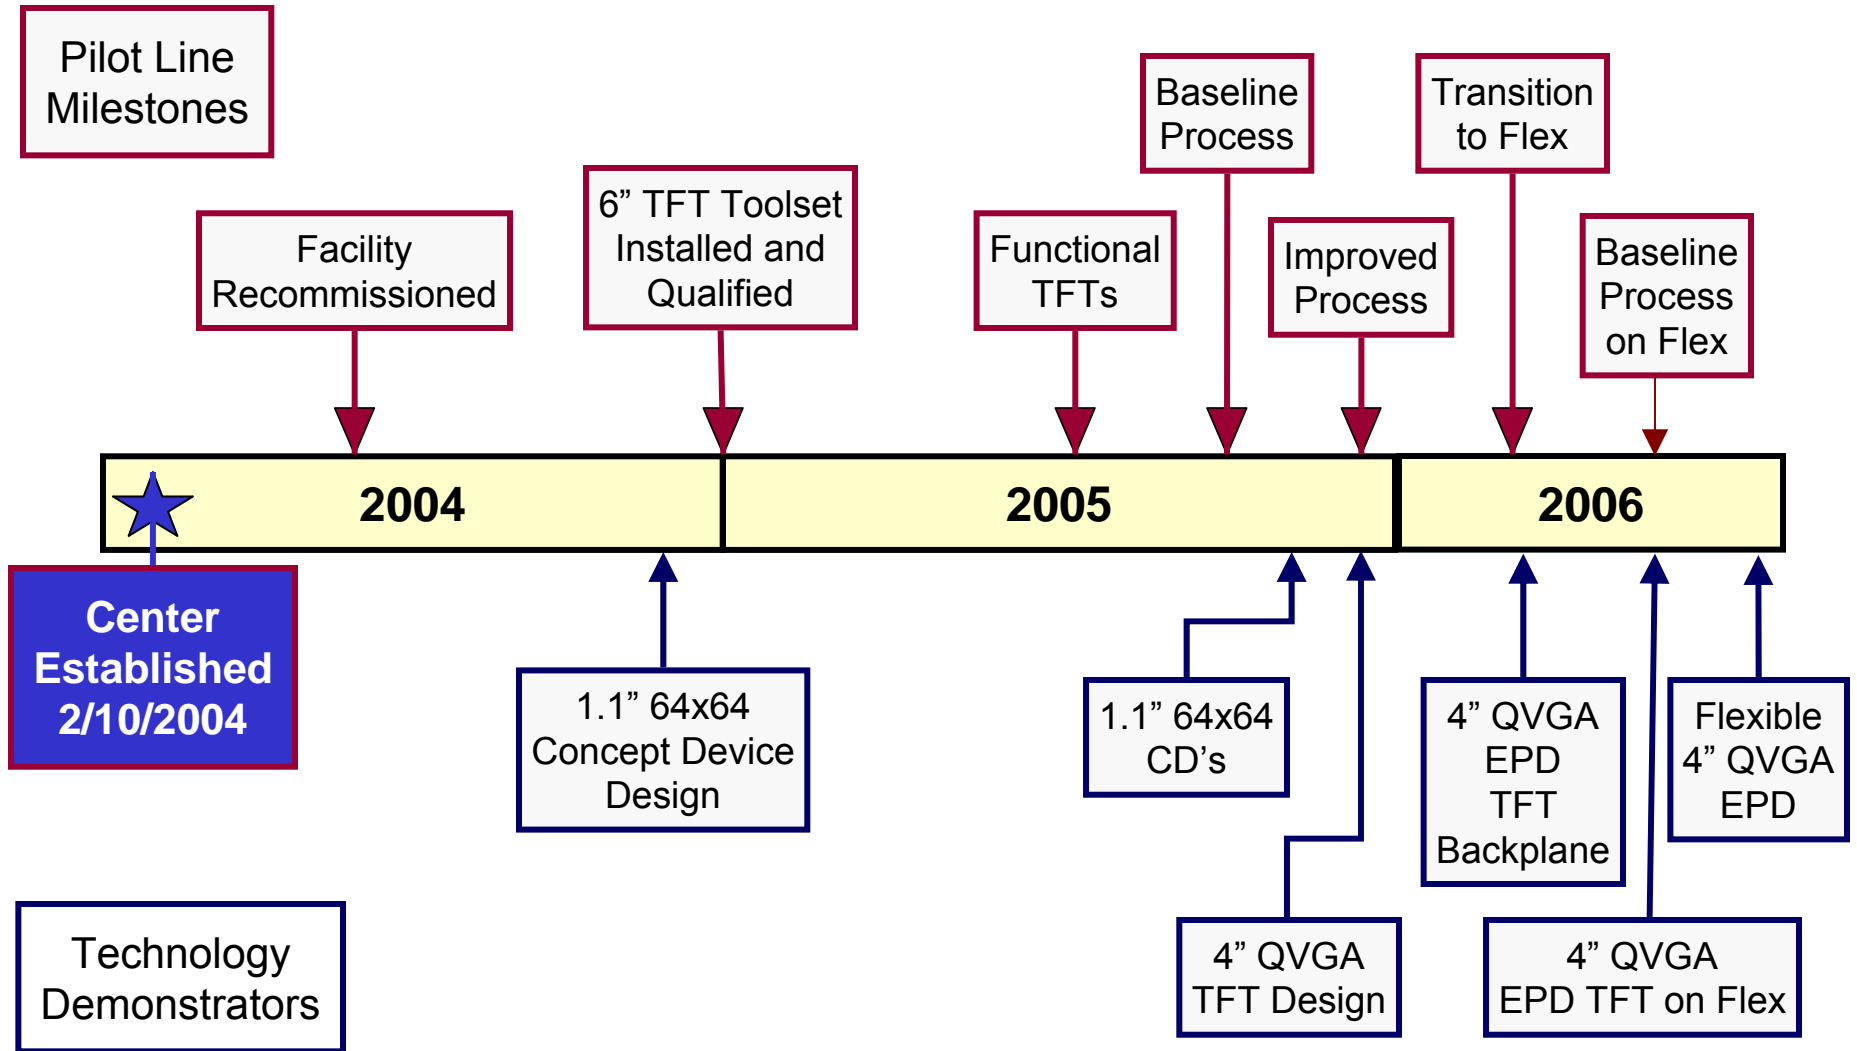 Pilot Line
Milestones
Facility
Recommissioned
6” TFT Toolset
Installed and
Qualified
Functional
TFTs
Baseline
Process
Improved
Process
Transition
to Flex
Baseline
Process
on Flex
2004
2005
2006
Center
Established
2/10/2004
1.1” 64x64
Concept Device
Design
1.1” 64x64
CD’s
4” QVGA
TFT Design
4” QVGA
EPD
TFT
Backplane
4” QVGA
EPD TFT on Flex
Flexible
4” QVGA
EPD
Technology
Demonstrators